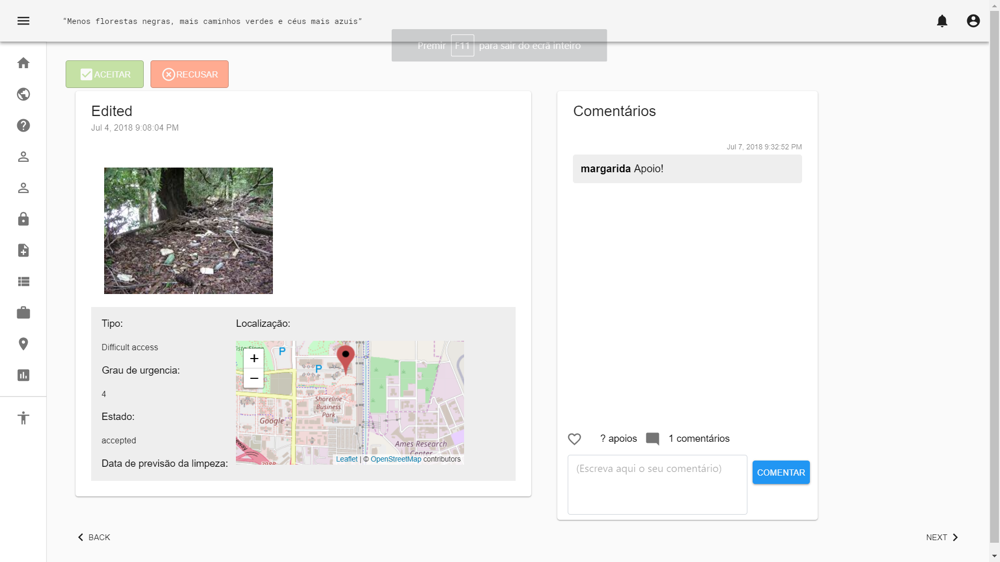 “Menos florestas negras, mais caminhos verdes e céus mais azuis”
Premir F11 para sair do ecrã inteiro
ACEITAR
RECUSAR
Edited
Jul 4, 2018 9:08:04 PM
Tipo:
Difficult access
Grau de urgencia:
4
Estado:
accepted
Data de previsão da limpeza:
Localização:
+
−
P
P
Shoreline
Business
Park
Google
Ames Research
Center
Leaflet | © OpenStreetMap contributors
Comentários
Jul 7, 2018 9:32:52 PM
margarida Apoio!
? apoios
1 comentários
(Escreva aqui o seu comentário)
COMENTAR
BACK
NEXT